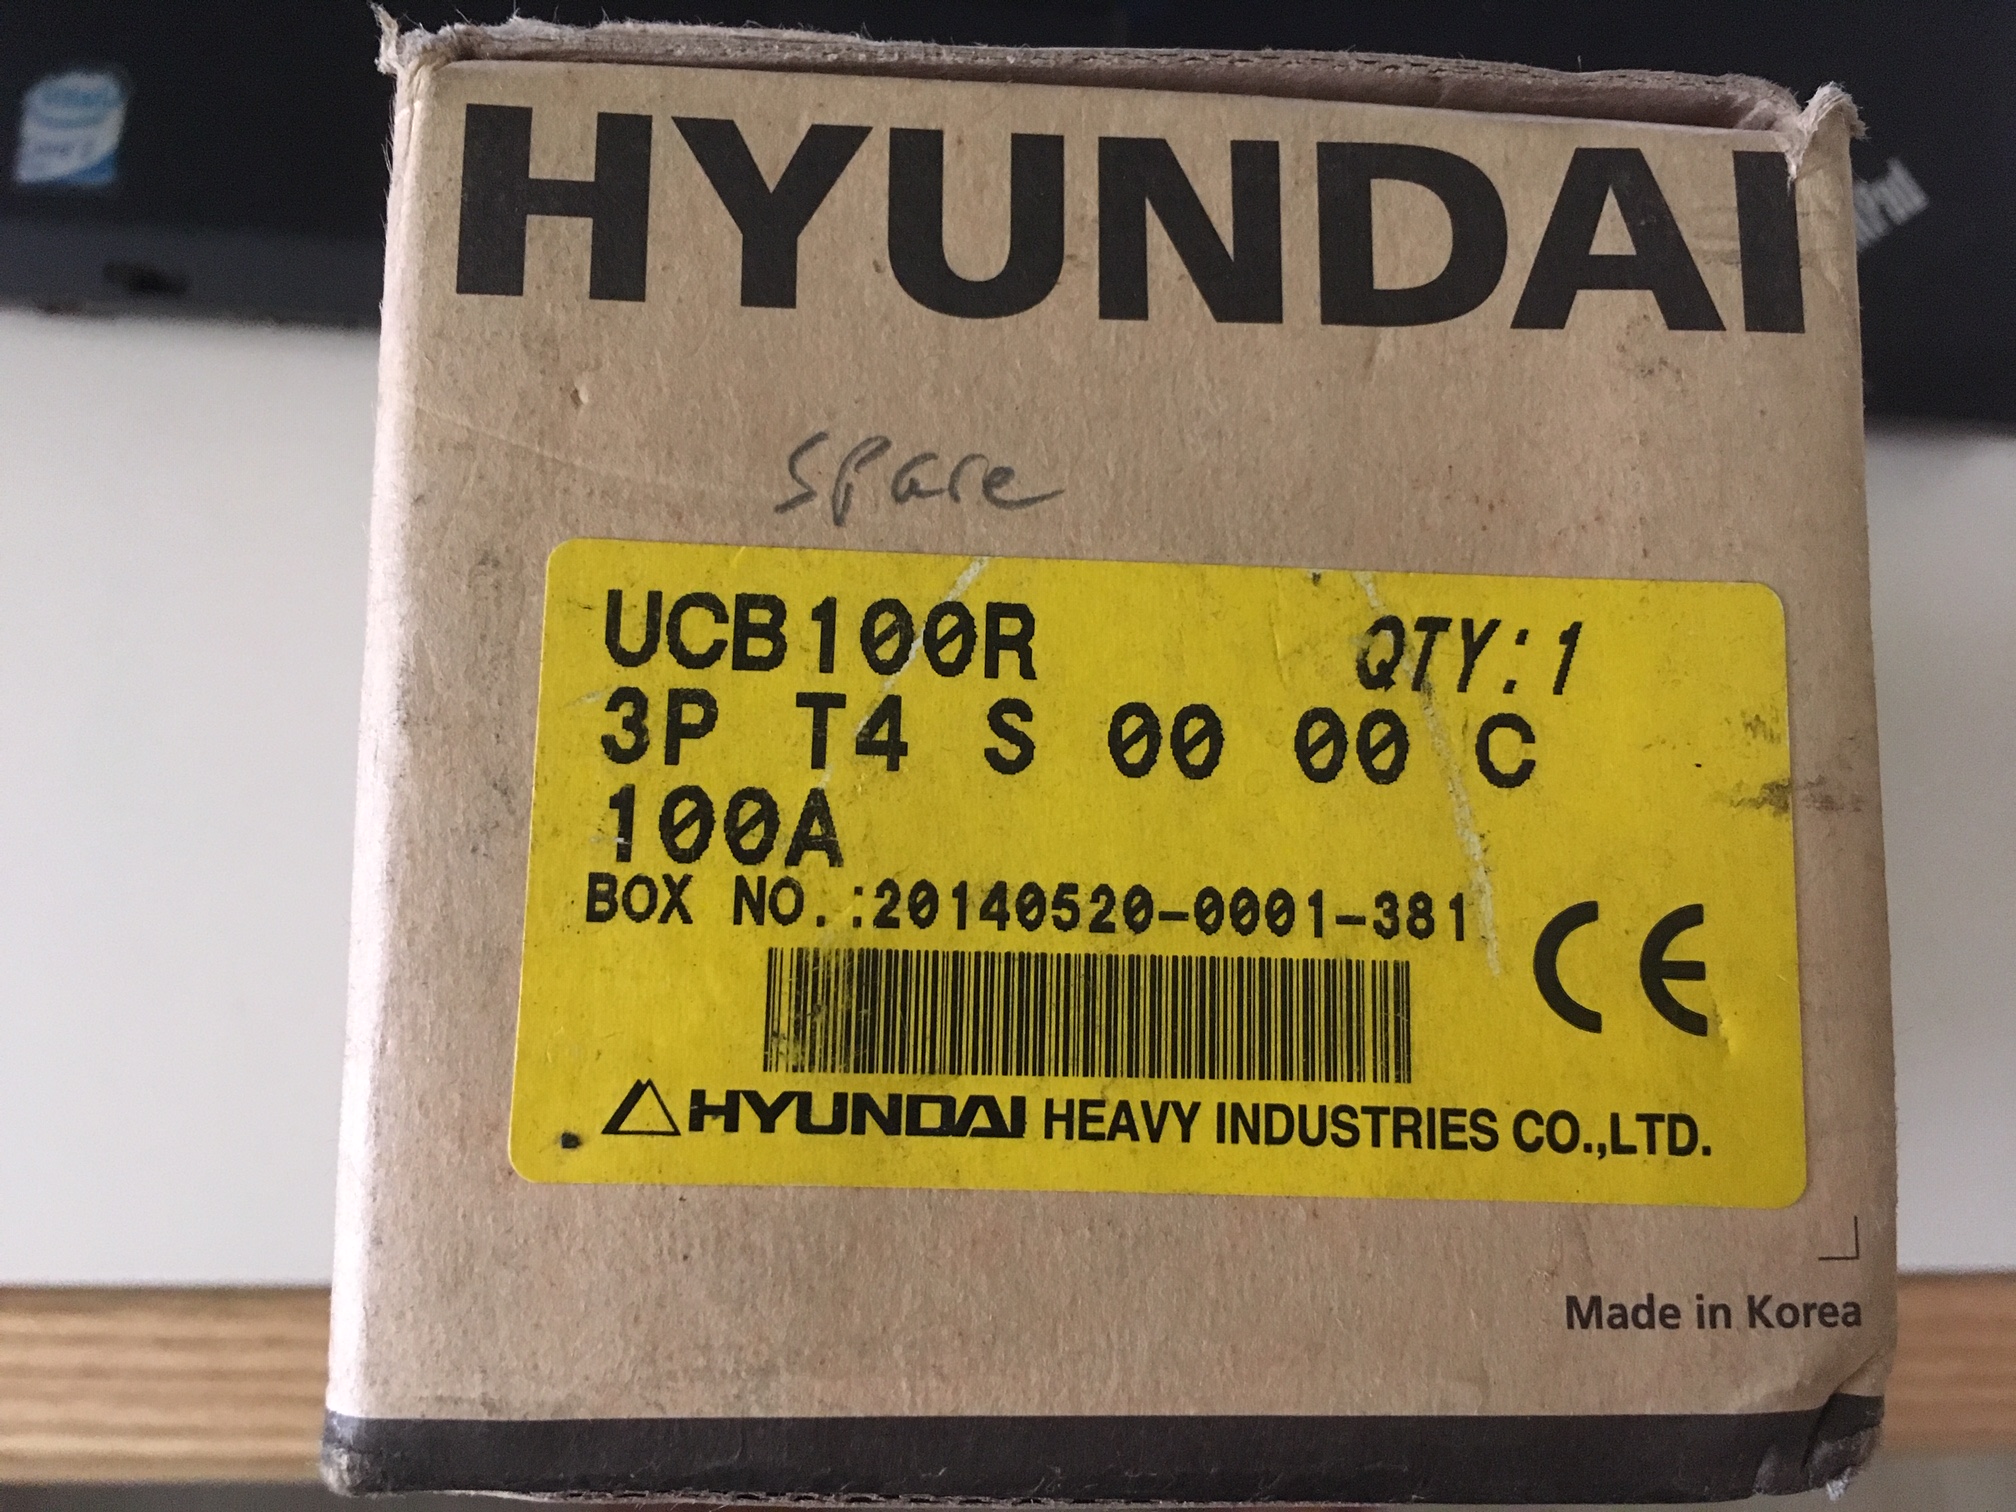 HYUNDAI
spare
UCB100R QTY:1
3P T4 S 00 00 C
100A
BOX NO.:20140520-0001-381
CE
HYUNDAI HEAVY INDUSTRIES CO.,LTD.
Made in Korea